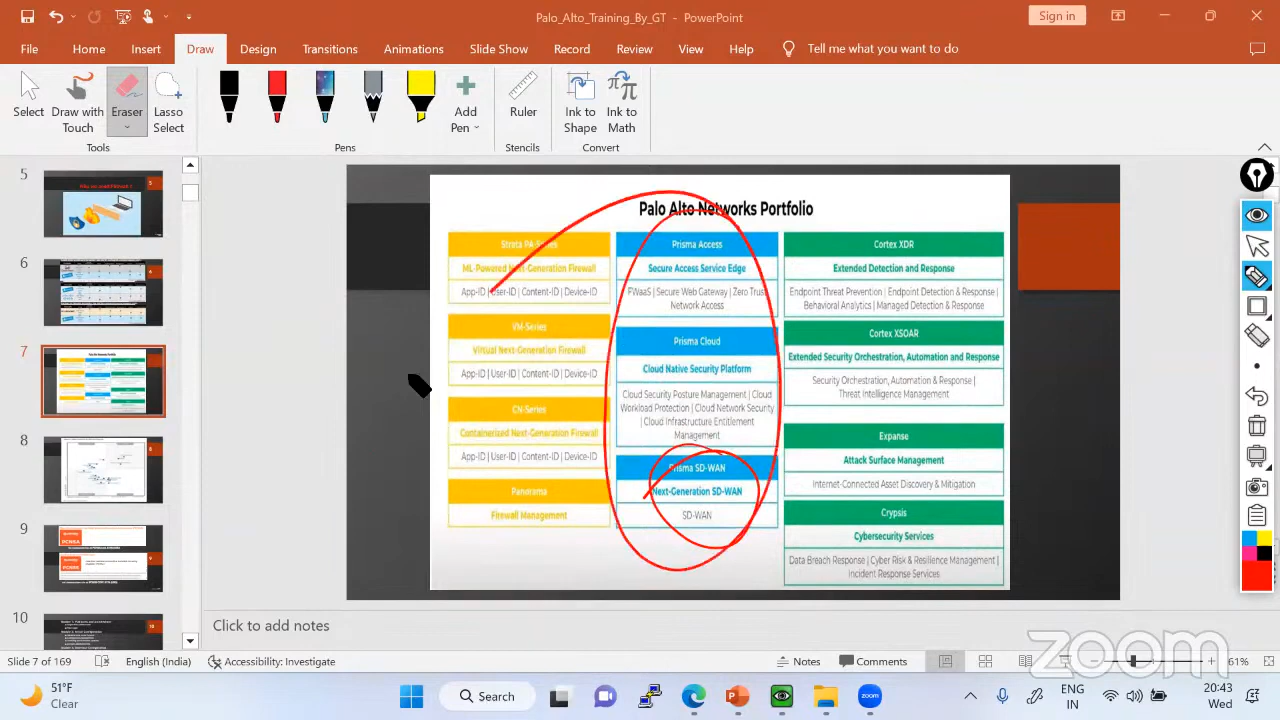 Palo_Alto_Training_By_GT - PowerPoint
Sign in
File Home Insert Draw Design Transitions Animations Slide Show Record Review View Help Tell me what you want to do
Select
Draw with Touch
Eraser
Lasso Select
Add Pen
Ruler
Ink to Shape
Ink to Math
Tools
Pens
Stencils
Convert
5
8
9
10
Palo Alto Networks Portfolio
Strata PA-Series
ML-Powered Next-Generation Firewall
App-ID | User-ID | Content-ID | Device-ID
VM-Series
Virtual Next-Generation Firewall
App-ID | User-ID | Content-ID | Device-ID
CN-Series
Containerized Next-Generation Firewall
App-ID | User-ID | Content-ID | Device-ID
Panorama
Firewall Management
Prisma Access
Secure Access Service Edge
FWaaS | Secure Web Gateway | Zero Trust
Network Access
Prisma Cloud
Cloud Native Security Platform
Cloud Security Posture Management | Cloud
Workload Protection | Cloud Network Security
| Cloud Infrastructure Entitlement
Management
Prisma SD-WAN
Next-Generation SD-WAN
SD-WAN
Cortex XDR
Extended Detection and Response
Endpoint Threat Prevention | Endpoint Detection & Response |
Behavioral Analytics | Managed Detection & Response
Cortex XSOAR
Extended Security Orchestration, Automation and Response
Security Orchestration, Automation & Response |
Threat Intelligence Management
Expanse
Attack Surface Management
Internet-Connected Asset Discovery & Mitigation
Crypsis
Cybersecurity Services
Data Breach Response | Cyber Risk & Resilience Management |
Incident Response Services
Click to add notes
zoom
Slide 7 of 169 English (India) Accessibility: Investigate Notes Comments 61%
51°F
Clear
Search
zoom
ENG
IN
20:43
Wed